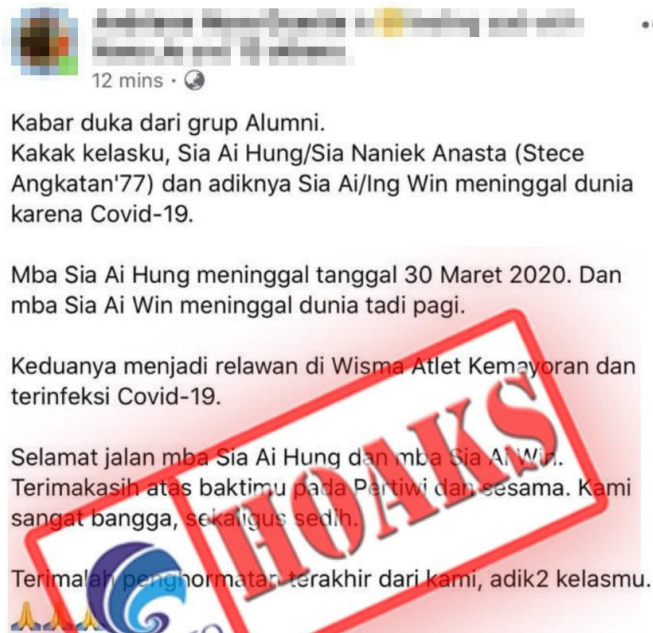 12 mins ·
Kabar duka dari grup Alumni.
Kakak kelasku, Sia Ai Hung/Sia Naniek Anasta (Stece
Angkatan'77) dan adiknya Sia Ai/Ing Win meninggal dunia
karena Covid-19.
Mba Sia Ai Hung meninggal tanggal 30 Maret 2020. Dan
mba Sia Ai Win meninggal dunia tadi pagi.
Keduanya menjadi relawan di Wisma Atlet Kemayoran dan
terinfeksi Covid-19.
Selamat jalan mba Sia Ai Hung dan mba Sia Ai Win.
Terimakasih atas baktimu pada Pertiwi dan sesama. Kami
sangat bangga, sekaligus sedih.
Terimalah penghormatan terakhir dari kami, adik2 kelasmu.
HOAKS